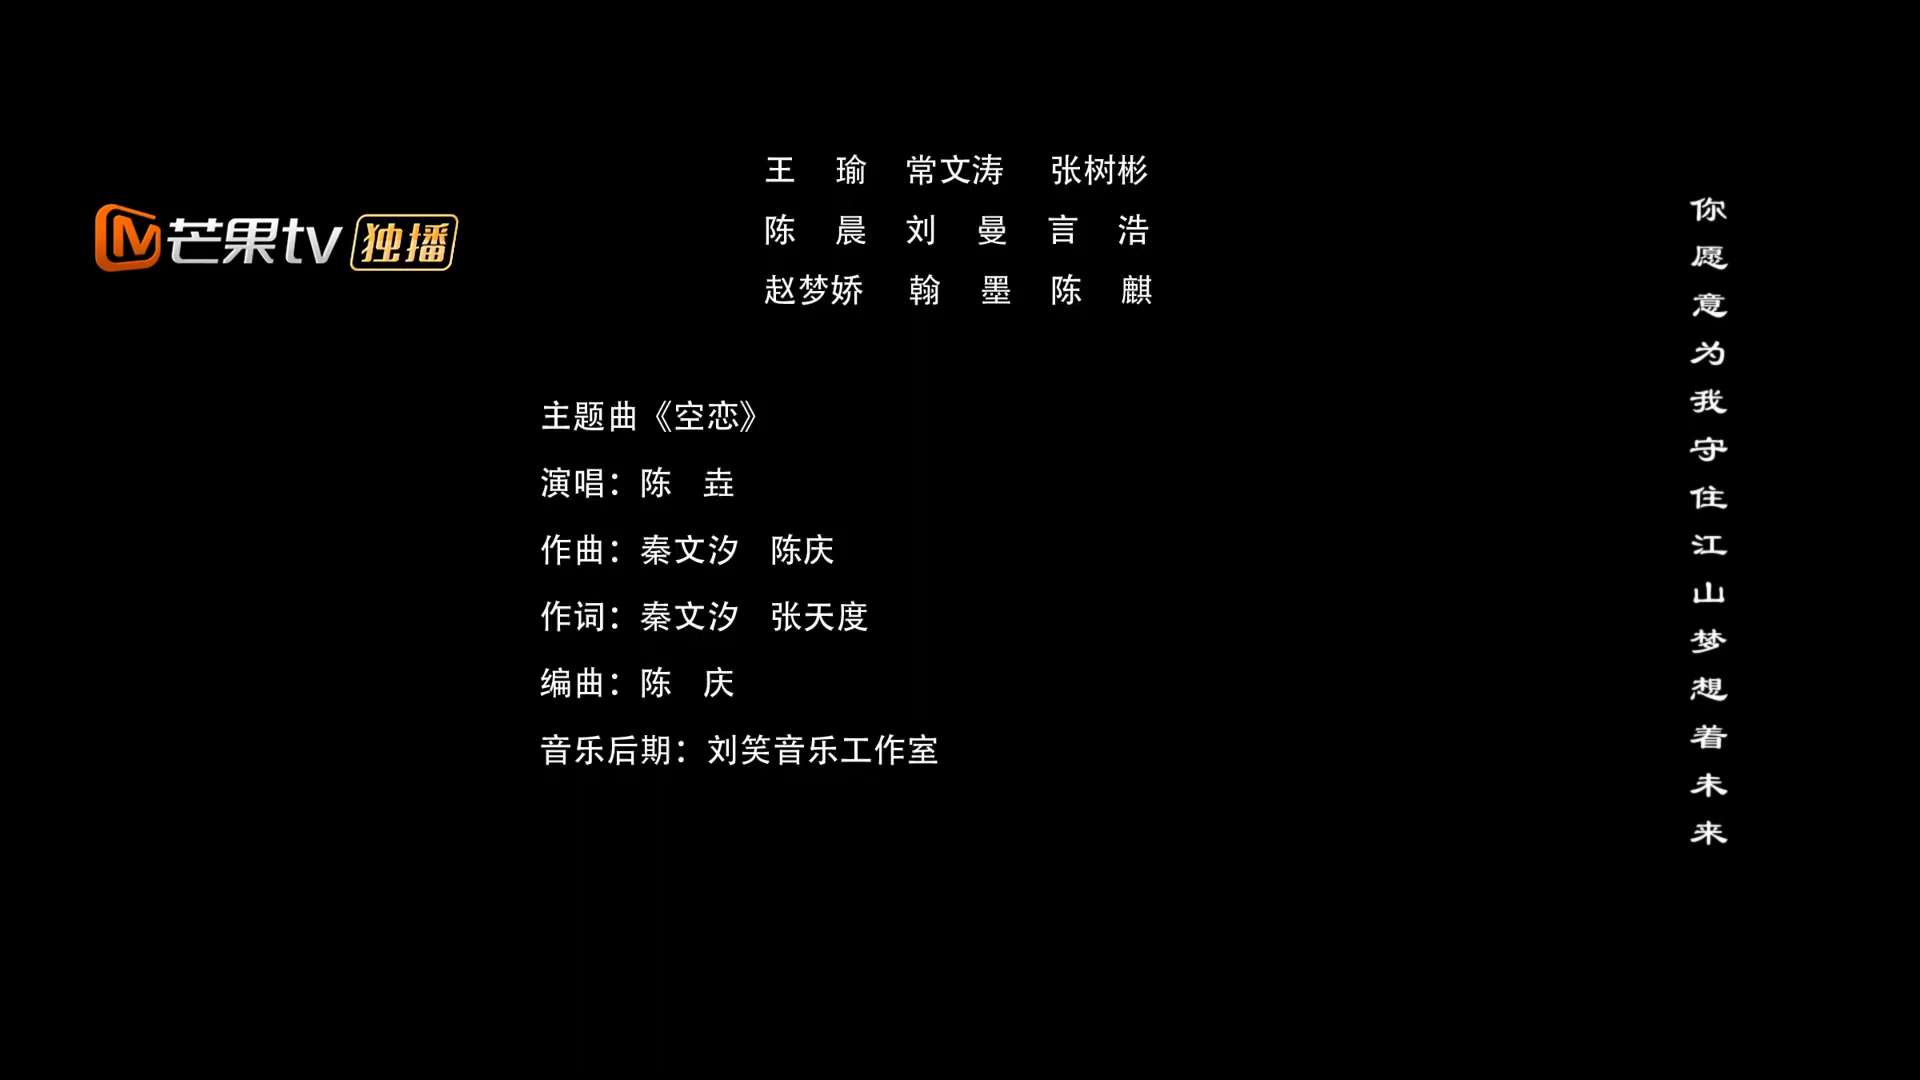 芒果tv 独播
王瑜 常文涛 张树彬
陈晨 刘曼 言浩
赵梦娇 翰墨 陈麒
主题曲《空恋》
演唱：陈垚
作曲：秦文汐 陈庆
作词：秦文汐 张天度
编曲：陈庆
音乐后期：刘笑音乐工作室
你愿意为我守住江山梦想着未来